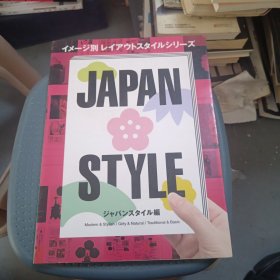 イメージ別 レイアウトスタイルシリーズ
JAPAN
STYLE
ジャパンスタイル編
Modern & Stylish | Girly & Natural | Traditional & Basic